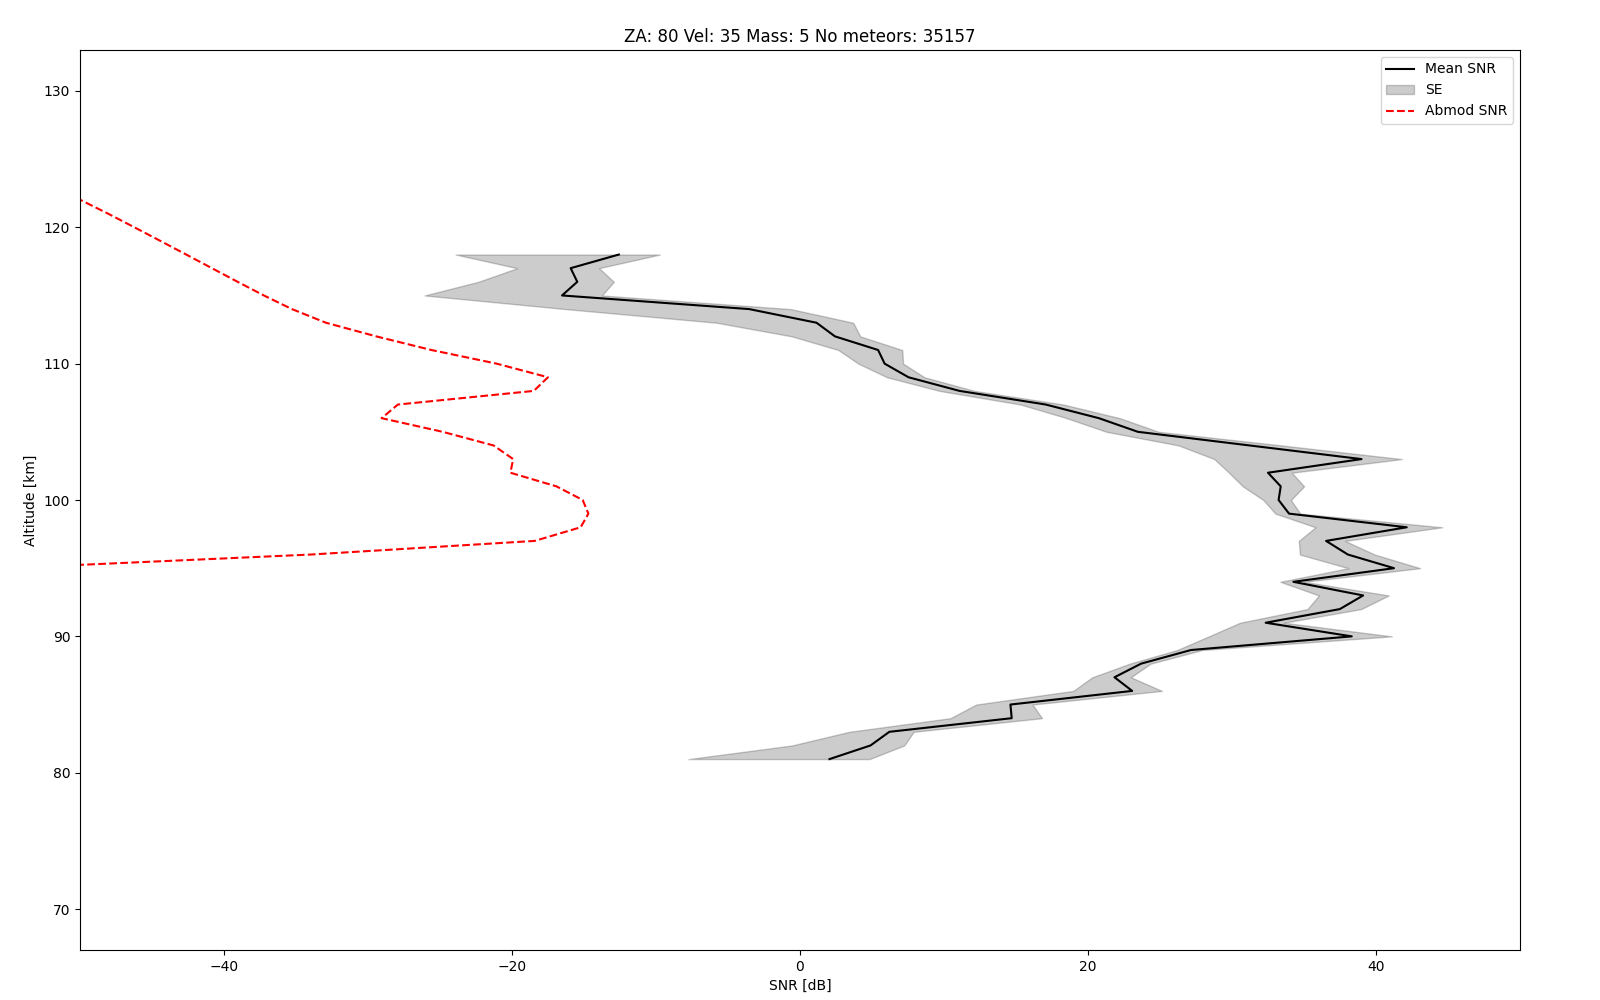 ZA: 80 Vel: 35 Mass: 5 No meteors: 35157
Mean SNR
SE
Abmod SNR
130
120
110
100
90
80
70
Altitude [km]
−40
−20
0
20
40
SNR [dB]